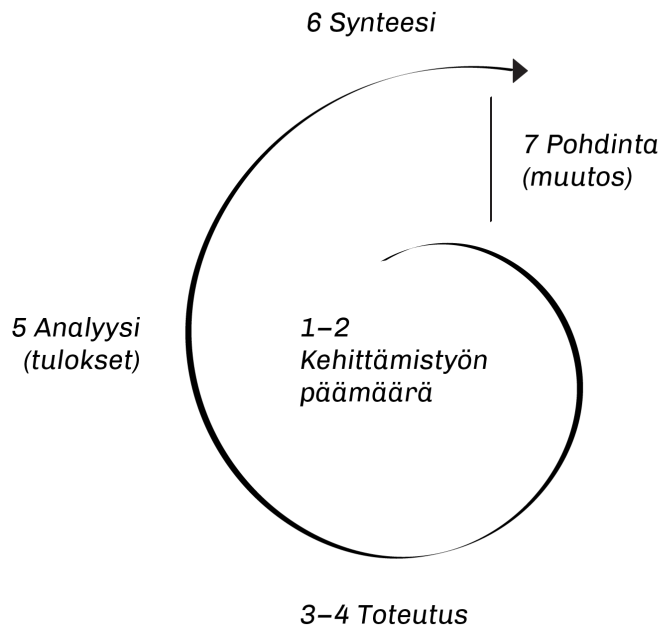 6 Synteesi
7 Pohdinta
(muutos)
5 Analyysi
(tulokset)
1–2
Kehittämistyön
päämäärä
3–4 Toteutus